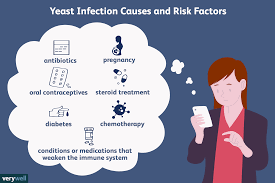 Yeast Infection Causes and Risk Factors
antibiotics
pregnancy
oral contraceptives
steroid treatment
diabetes
chemotherapy
conditions or medications that
weaken the immune system
verywell